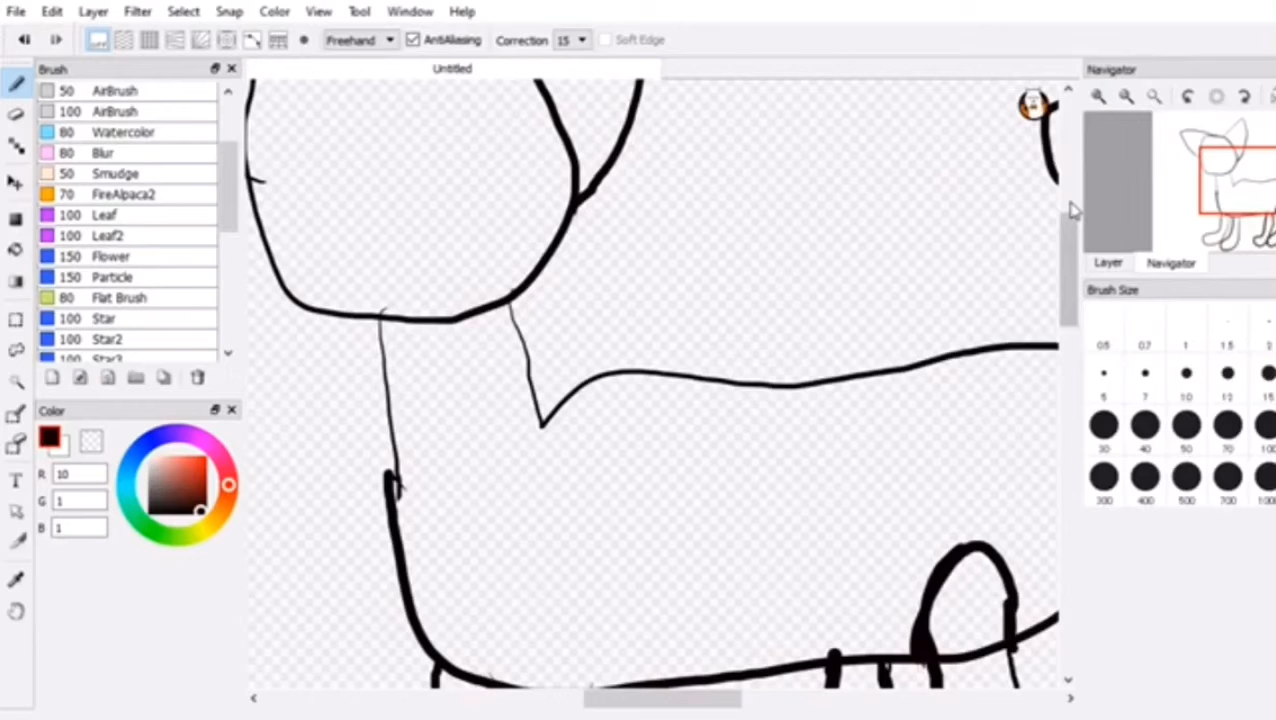 File Edit Layer Filter Select Snap Color View Tool Window Help
Freehand AntiAliasing Correction 15 Soft Edge
Brush
Untitled
Navigator
50 AirBrush
100 AirBrush
80 Watercolor
80 Blur
50 Smudge
70 FireAlpaca2
100 Leaf
100 Leaf2
150 Flower
150 Particle
80 Flat Brush
100 Star
100 Star2
100 Star3
Color
R 10
G 1
B 1
Layer Navigator
Brush Size
0.5 0.7 1 1.5 2
5 7 10 12 15
30 40 50 70 100
300 400 500 700